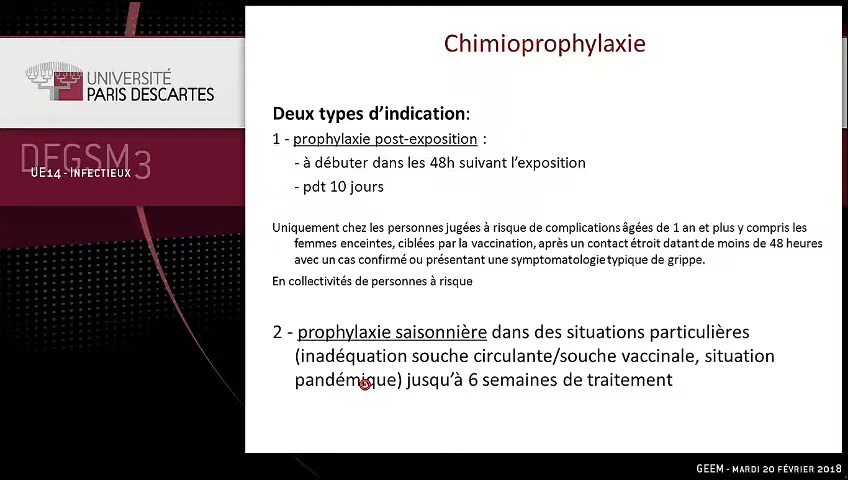 Chimioprophylaxie
UNIVERSITÉ
PARIS DESCARTES
DFGSM3
UE14 - INFECTIEUX
Deux types d’indication:
1 - prophylaxie post-exposition :
- à débuter dans les 48h suivant l’exposition
- pdt 10 jours
Uniquement chez les personnes jugées à risque de complications âgées de 1 an et plus y compris les
femmes enceintes, ciblées par la vaccination, après un contact étroit datant de moins de 48 heures
avec un cas confirmé ou présentant une symptomatologie typique de grippe.
En collectivités de personnes à risque
2 - prophylaxie saisonnière dans des situations particulières
(inadéquation souche circulante/souche vaccinale, situation
pandémique) jusqu’à 6 semaines de traitement
GEEM - MARDI 20 FÉVRIER 2018